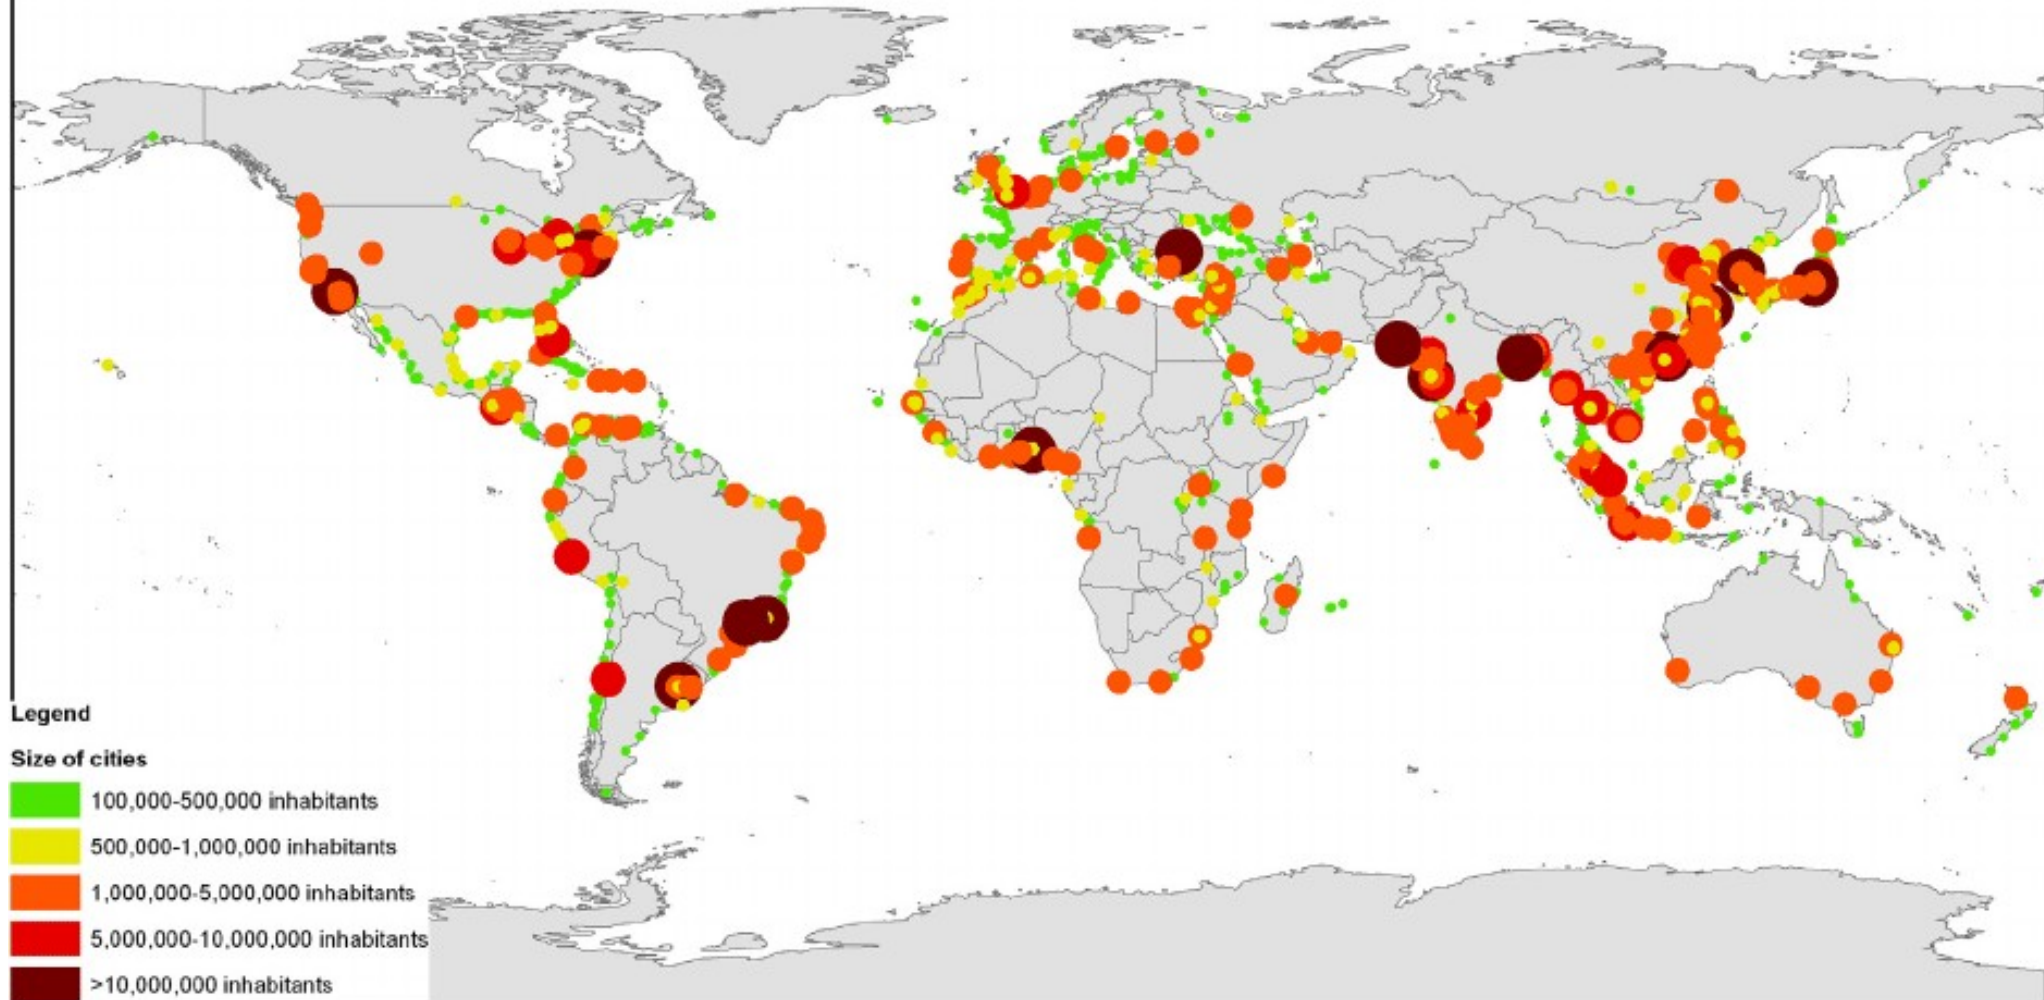 Legend
Size of cities
100,000-500,000 inhabitants
500,000-1,000,000 inhabitants
1,000,000-5,000,000 inhabitants
5,000,000-10,000,000 inhabitants
>10,000,000 inhabitants